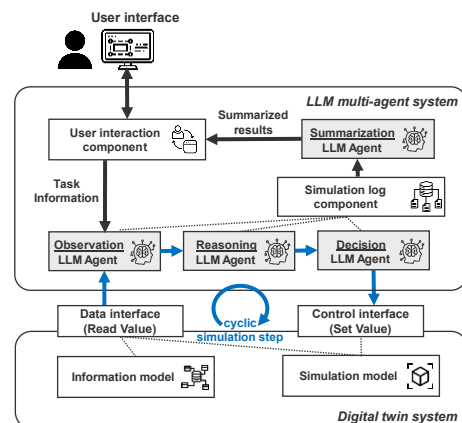 User interface
LLM multi-agent system
User interaction
component
Summarized
results
Summarization
LLM Agent
Task
Information
Simulation log
component
Observation
LLM Agent
Reasoning
LLM Agent
Decision
LLM Agent
Data interface
(Read Value)
cyclic
simulation step
Control interface
(Set Value)
Information model
Simulation model
Digital twin system